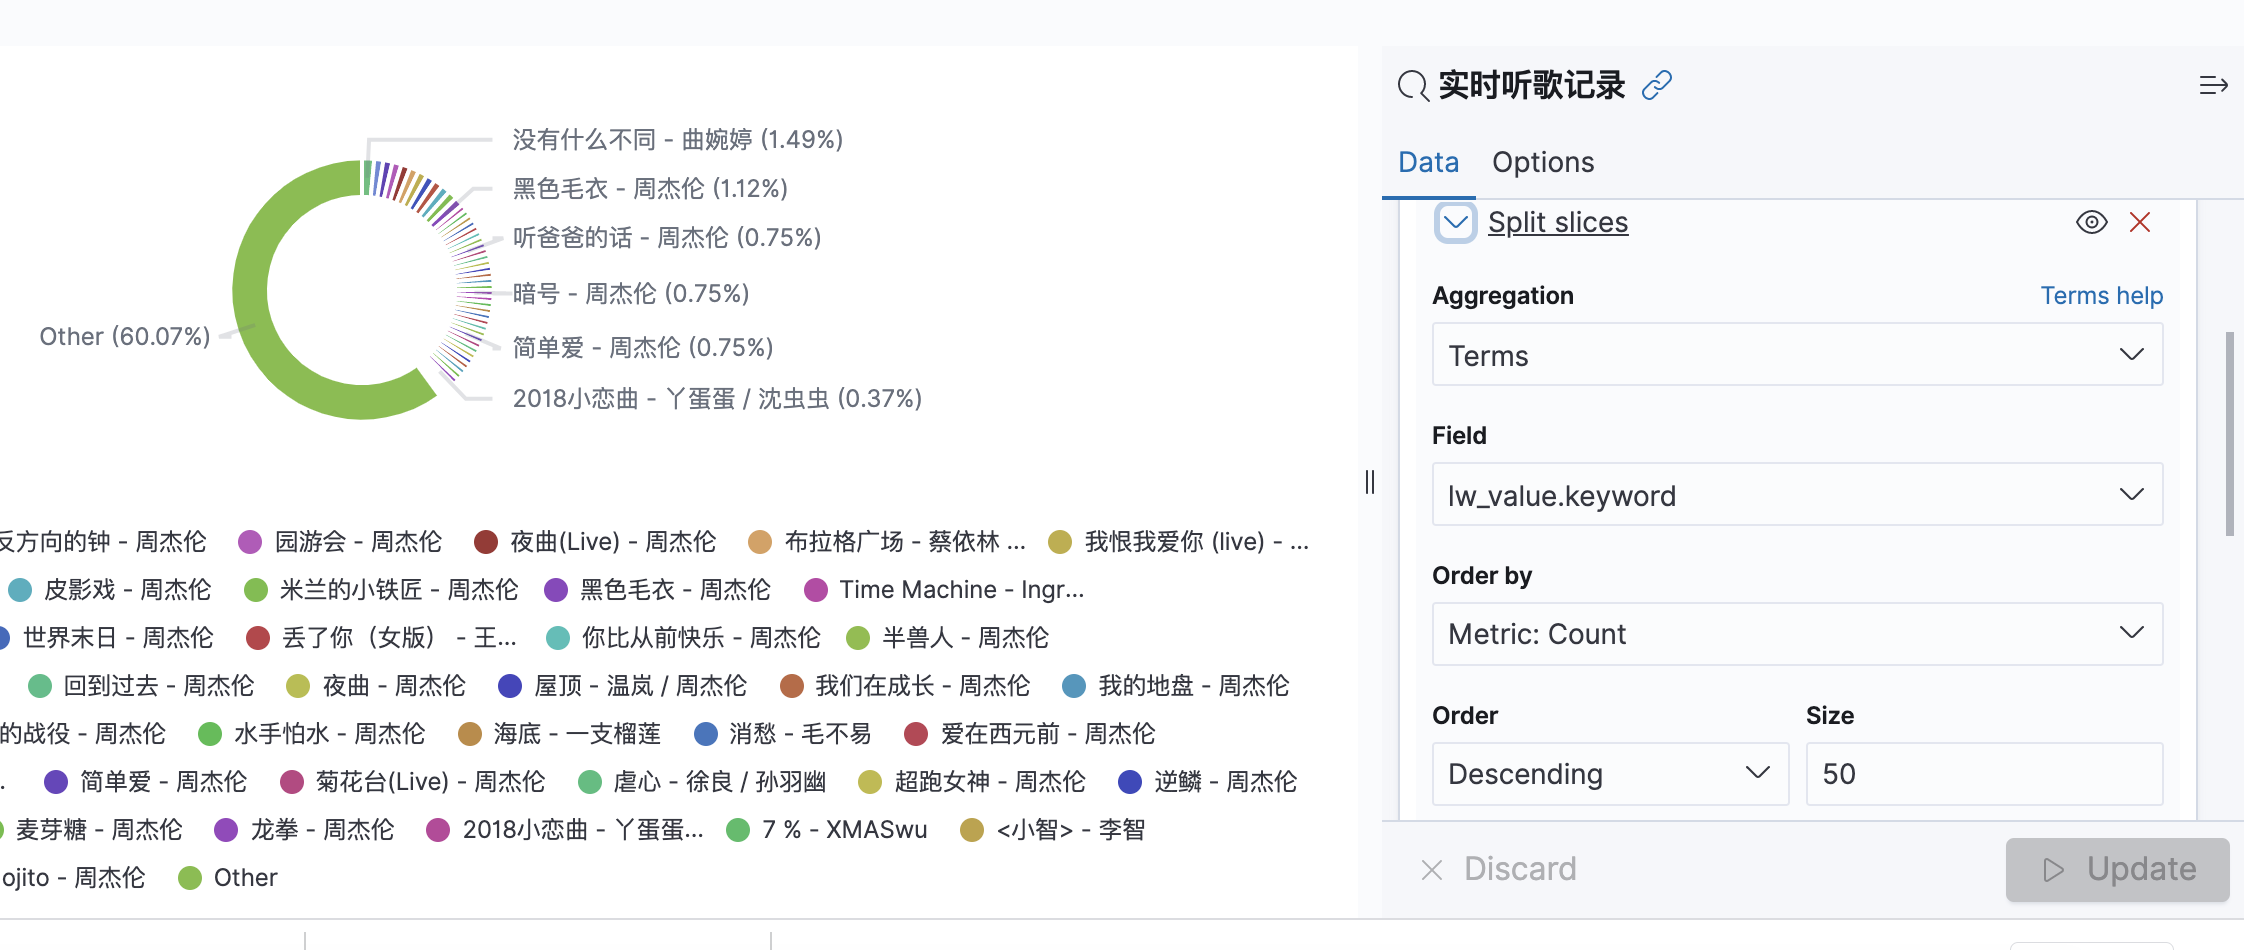 没有什么不同 - 曲婉婷 (1.49%)
黑色毛衣 - 周杰伦 (1.12%)
听爸爸的话 - 周杰伦 (0.75%)
暗号 - 周杰伦 (0.75%)
简单爱 - 周杰伦 (0.75%)
2018小恋曲 - 丫蛋蛋 / 沈虫虫 (0.37%)
Other (60.07%)
反方向的钟 - 周杰伦 园游会 - 周杰伦 夜曲(Live) - 周杰伦 布拉格广场 - 蔡依林 ... 我恨我爱你 (live) - ...
皮影戏 - 周杰伦 米兰的小铁匠 - 周杰伦 黑色毛衣 - 周杰伦 Time Machine - Ingr...
世界末日 - 周杰伦 丢了你（女版） - 王... 你比从前快乐 - 周杰伦 半兽人 - 周杰伦
回到过去 - 周杰伦 夜曲 - 周杰伦 屋顶 - 温岚 / 周杰伦 我们在成长 - 周杰伦 我的地盘 - 周杰伦
的战役 - 周杰伦 水手怕水 - 周杰伦 海底 - 一支榴莲 消愁 - 毛不易 爱在西元前 - 周杰伦
. 简单爱 - 周杰伦 菊花台(Live) - 周杰伦 虐心 - 徐良 / 孙羽幽 超跑女神 - 周杰伦 逆鳞 - 周杰伦
麦芽糖 - 周杰伦 龙拳 - 周杰伦 2018小恋曲 - 丫蛋蛋... 7 % - XMASwu <小智> - 李智
ojito - 周杰伦 Other
实时听歌记录
Data Options
Split slices
Aggregation Terms help
Terms
Field
lw_value.keyword
Order by
Metric: Count
Order Size
Descending 50
Discard Update